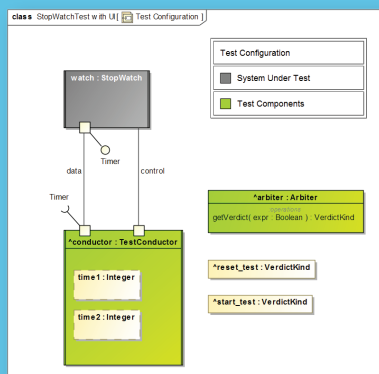 class StopWatchTest with UI[ Test Configuration ]
Test Configuration
System Under Test
Test Components
watch : StopWatch
Timer
data
control
Timer
^conductor : TestConductor
time1 : Integer
time2 : Integer
^arbiter : Arbiter
operations
getVerdict( expr : Boolean ) : VerdictKind
^reset_test : VerdictKind
^start_test : VerdictKind